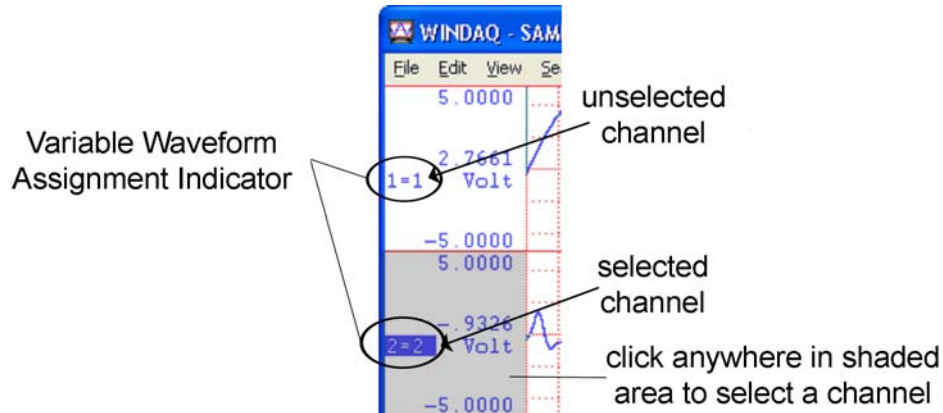 WINDAQ - SAM
File Edit View Se
5.0000
unselected
channel
Variable Waveform
Assignment Indicator
2.7661
1=1 Volt
-5.0000
5.0000
selected
channel
-.9326
2=2 Volt
click anywhere in shaded
area to select a channel
-5.0000